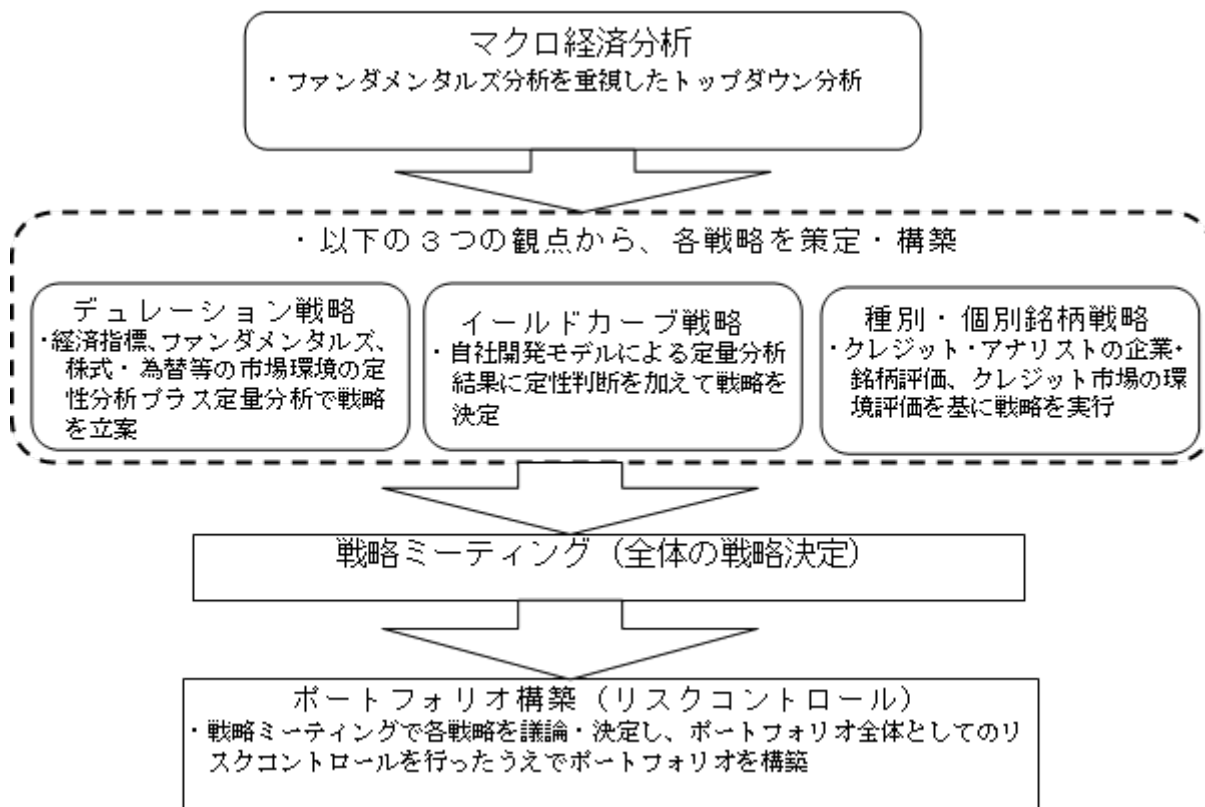 マクロ経済分析
・ファンダメンタルズ分析を重視したトップダウン分析
・以下の３つの観点から、各戦略を策定・構築
デュレーション戦略
・経済指標、ファンダメンタルズ、
株式・為替等の市場環境の定
性分析プラス定量分析で戦略
を立案
イールドカーブ戦略
・自社開発モデルによる定量分析
結果に定性判断を加えて戦略を
決定
種別・個別銘柄戦略
・クレジット・アナリストの企業・
銘柄評価、クレジット市場の環
境評価を基に戦略を実行
戦略ミーティング（全体の戦略決定）
ポートフォリオ構築（リスクコントロール）
・戦略ミーティングで各戦略を議論・決定し、ポートフォリオ全体としてのリ
スクコントロールを行ったうえでポートフォリオを構築